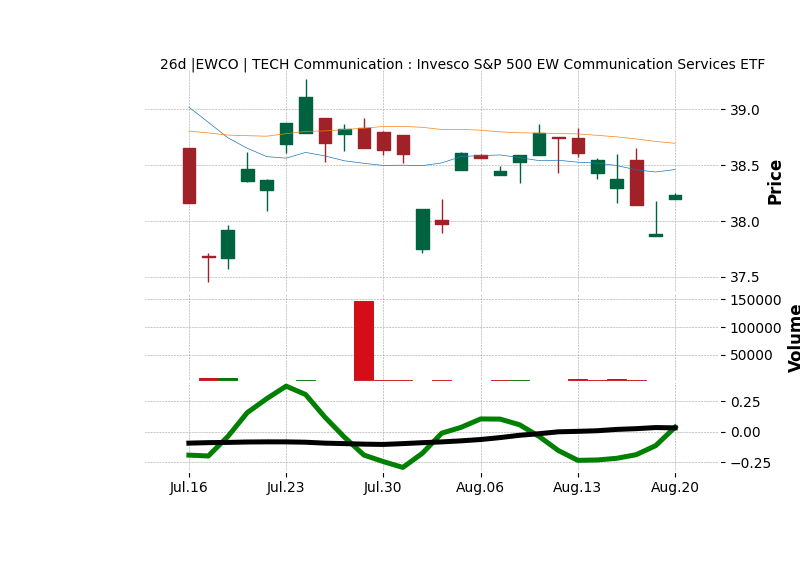 26d |EWCO | TECH Communication : Invesco S&P 500 EW Communication Services ETF
39.0
38.5
38.0
37.5
Price
150000
100000
50000
Volume
0.25
0.00
−0.25
Jul.16 Jul.23 Jul.30 Aug.06 Aug.13 Aug.20